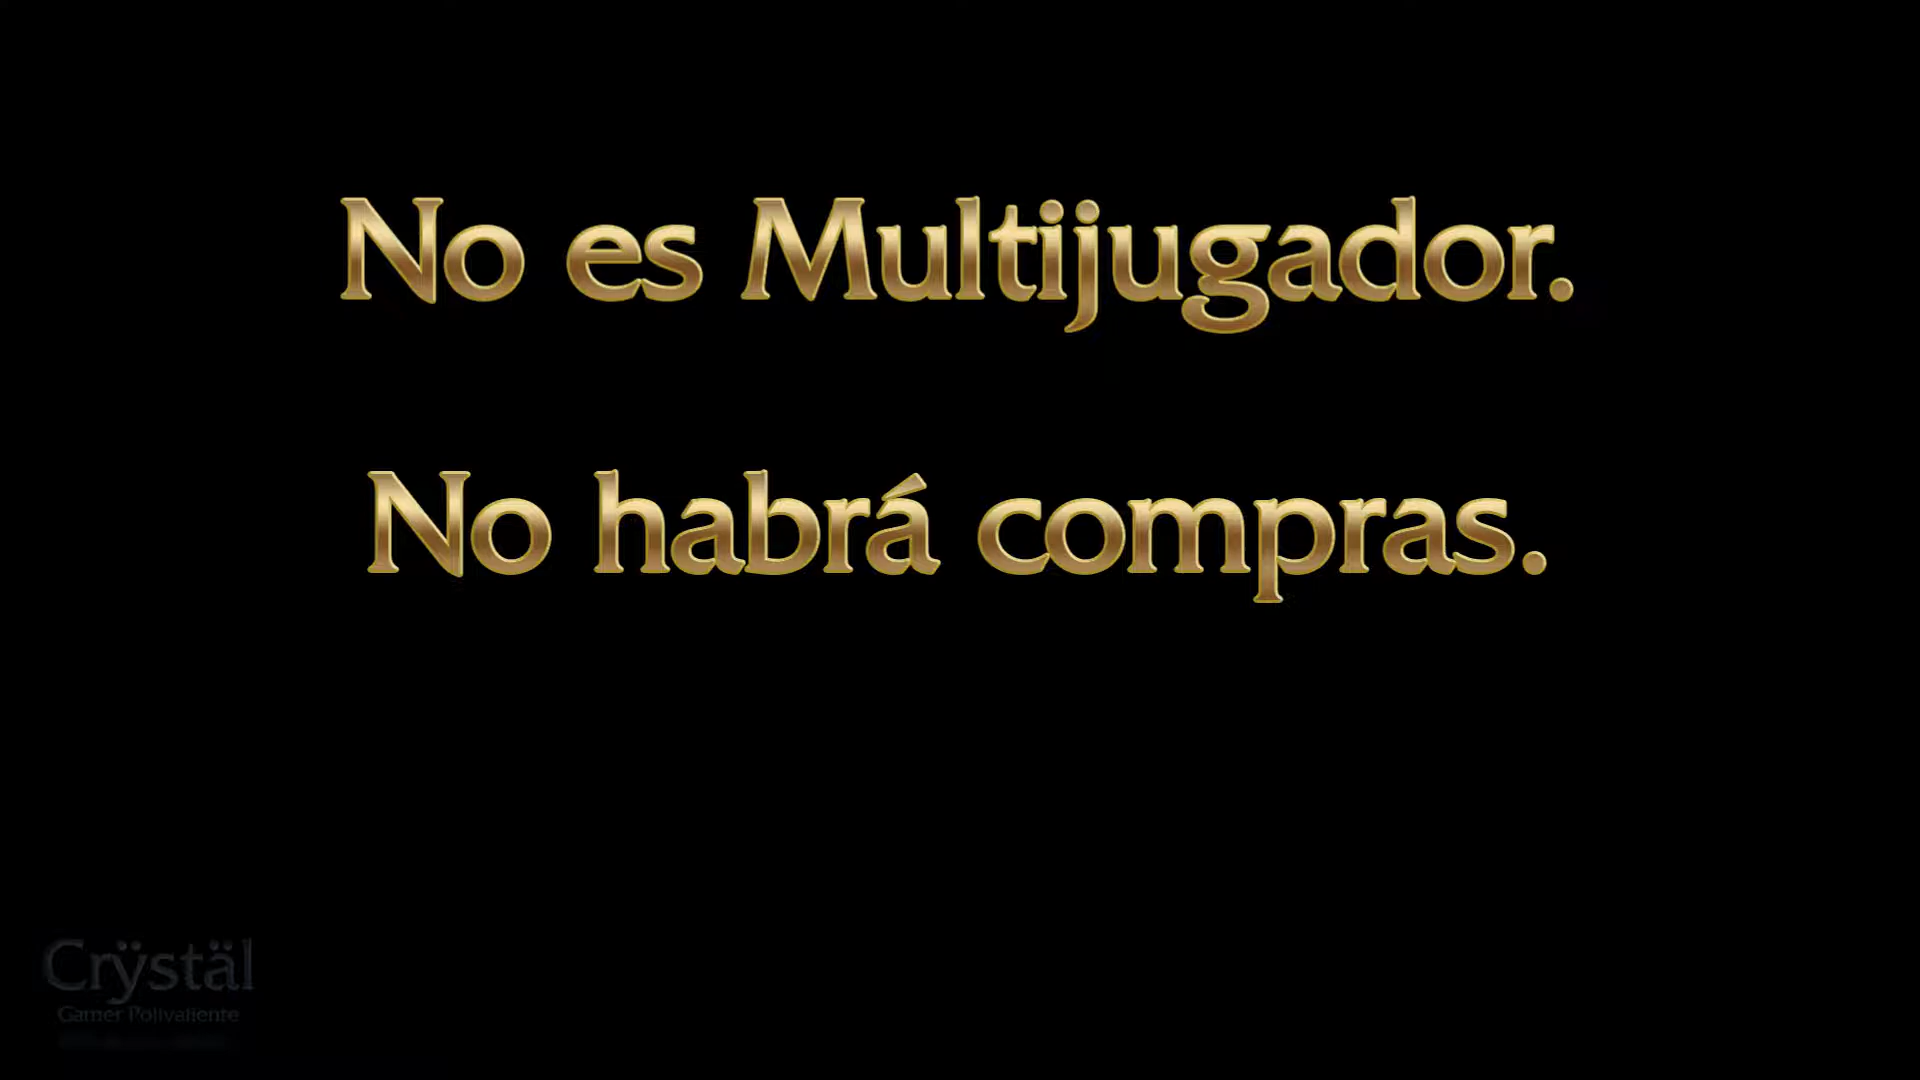 No es Multijugador.
No habrá compras.
Crÿstäl
Gamer Polivaliente